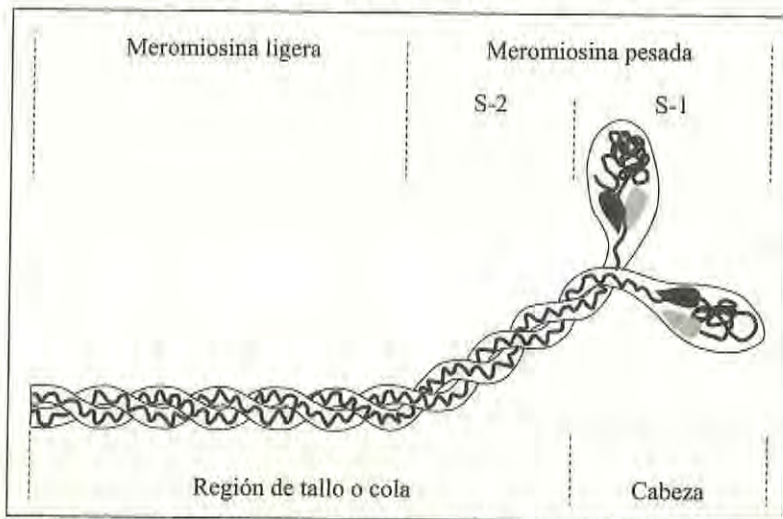 Meromiosina ligera
Meromiosina pesada
S-2
S-1
Región de tallo o cola
Cabeza